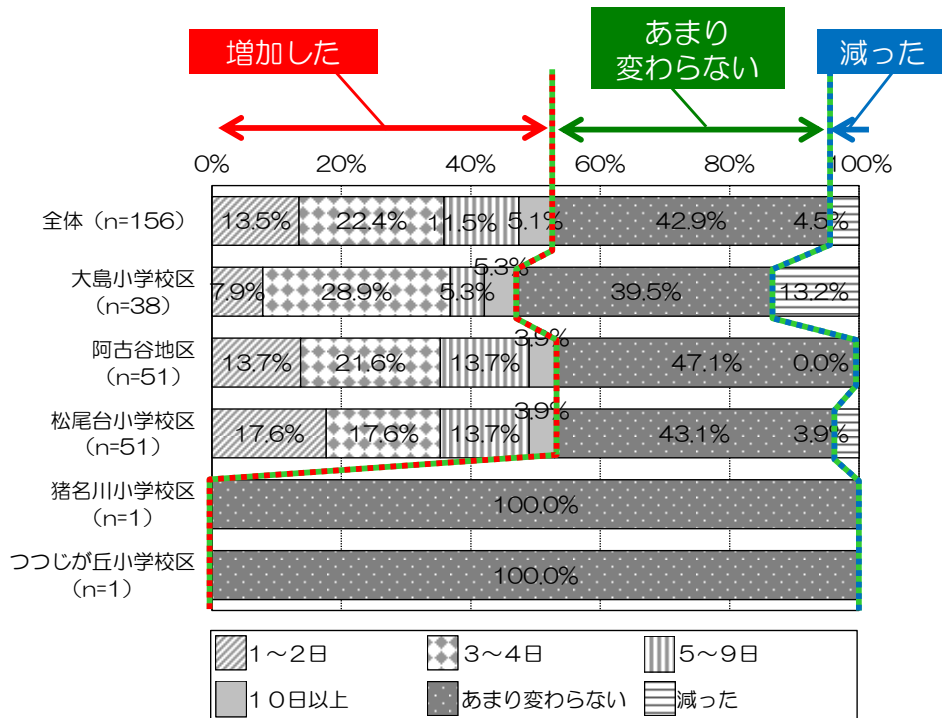 増加した
あまり
変わらない
減った
0% 20% 40% 60% 80% 100%
全体（n=156）
13.5% 22.4% 11.5% 5.1% 42.9% 4.5%
大島小学校区
（n=38）
7.9% 28.9% 5.3% 5.3% 39.5% 13.2%
阿古谷地区
（n=51）
13.7% 21.6% 13.7% 3.9% 47.1% 0.0%
松尾台小学校区
（n=51）
17.6% 17.6% 13.7% 3.9% 43.1% 3.9%
猪名川小学校区
（n=1）
100.0%
つつじが丘小学校区
（n=1）
100.0%
１～２日 ３～４日 ５～９日
１０日以上 あまり変わらない 減った